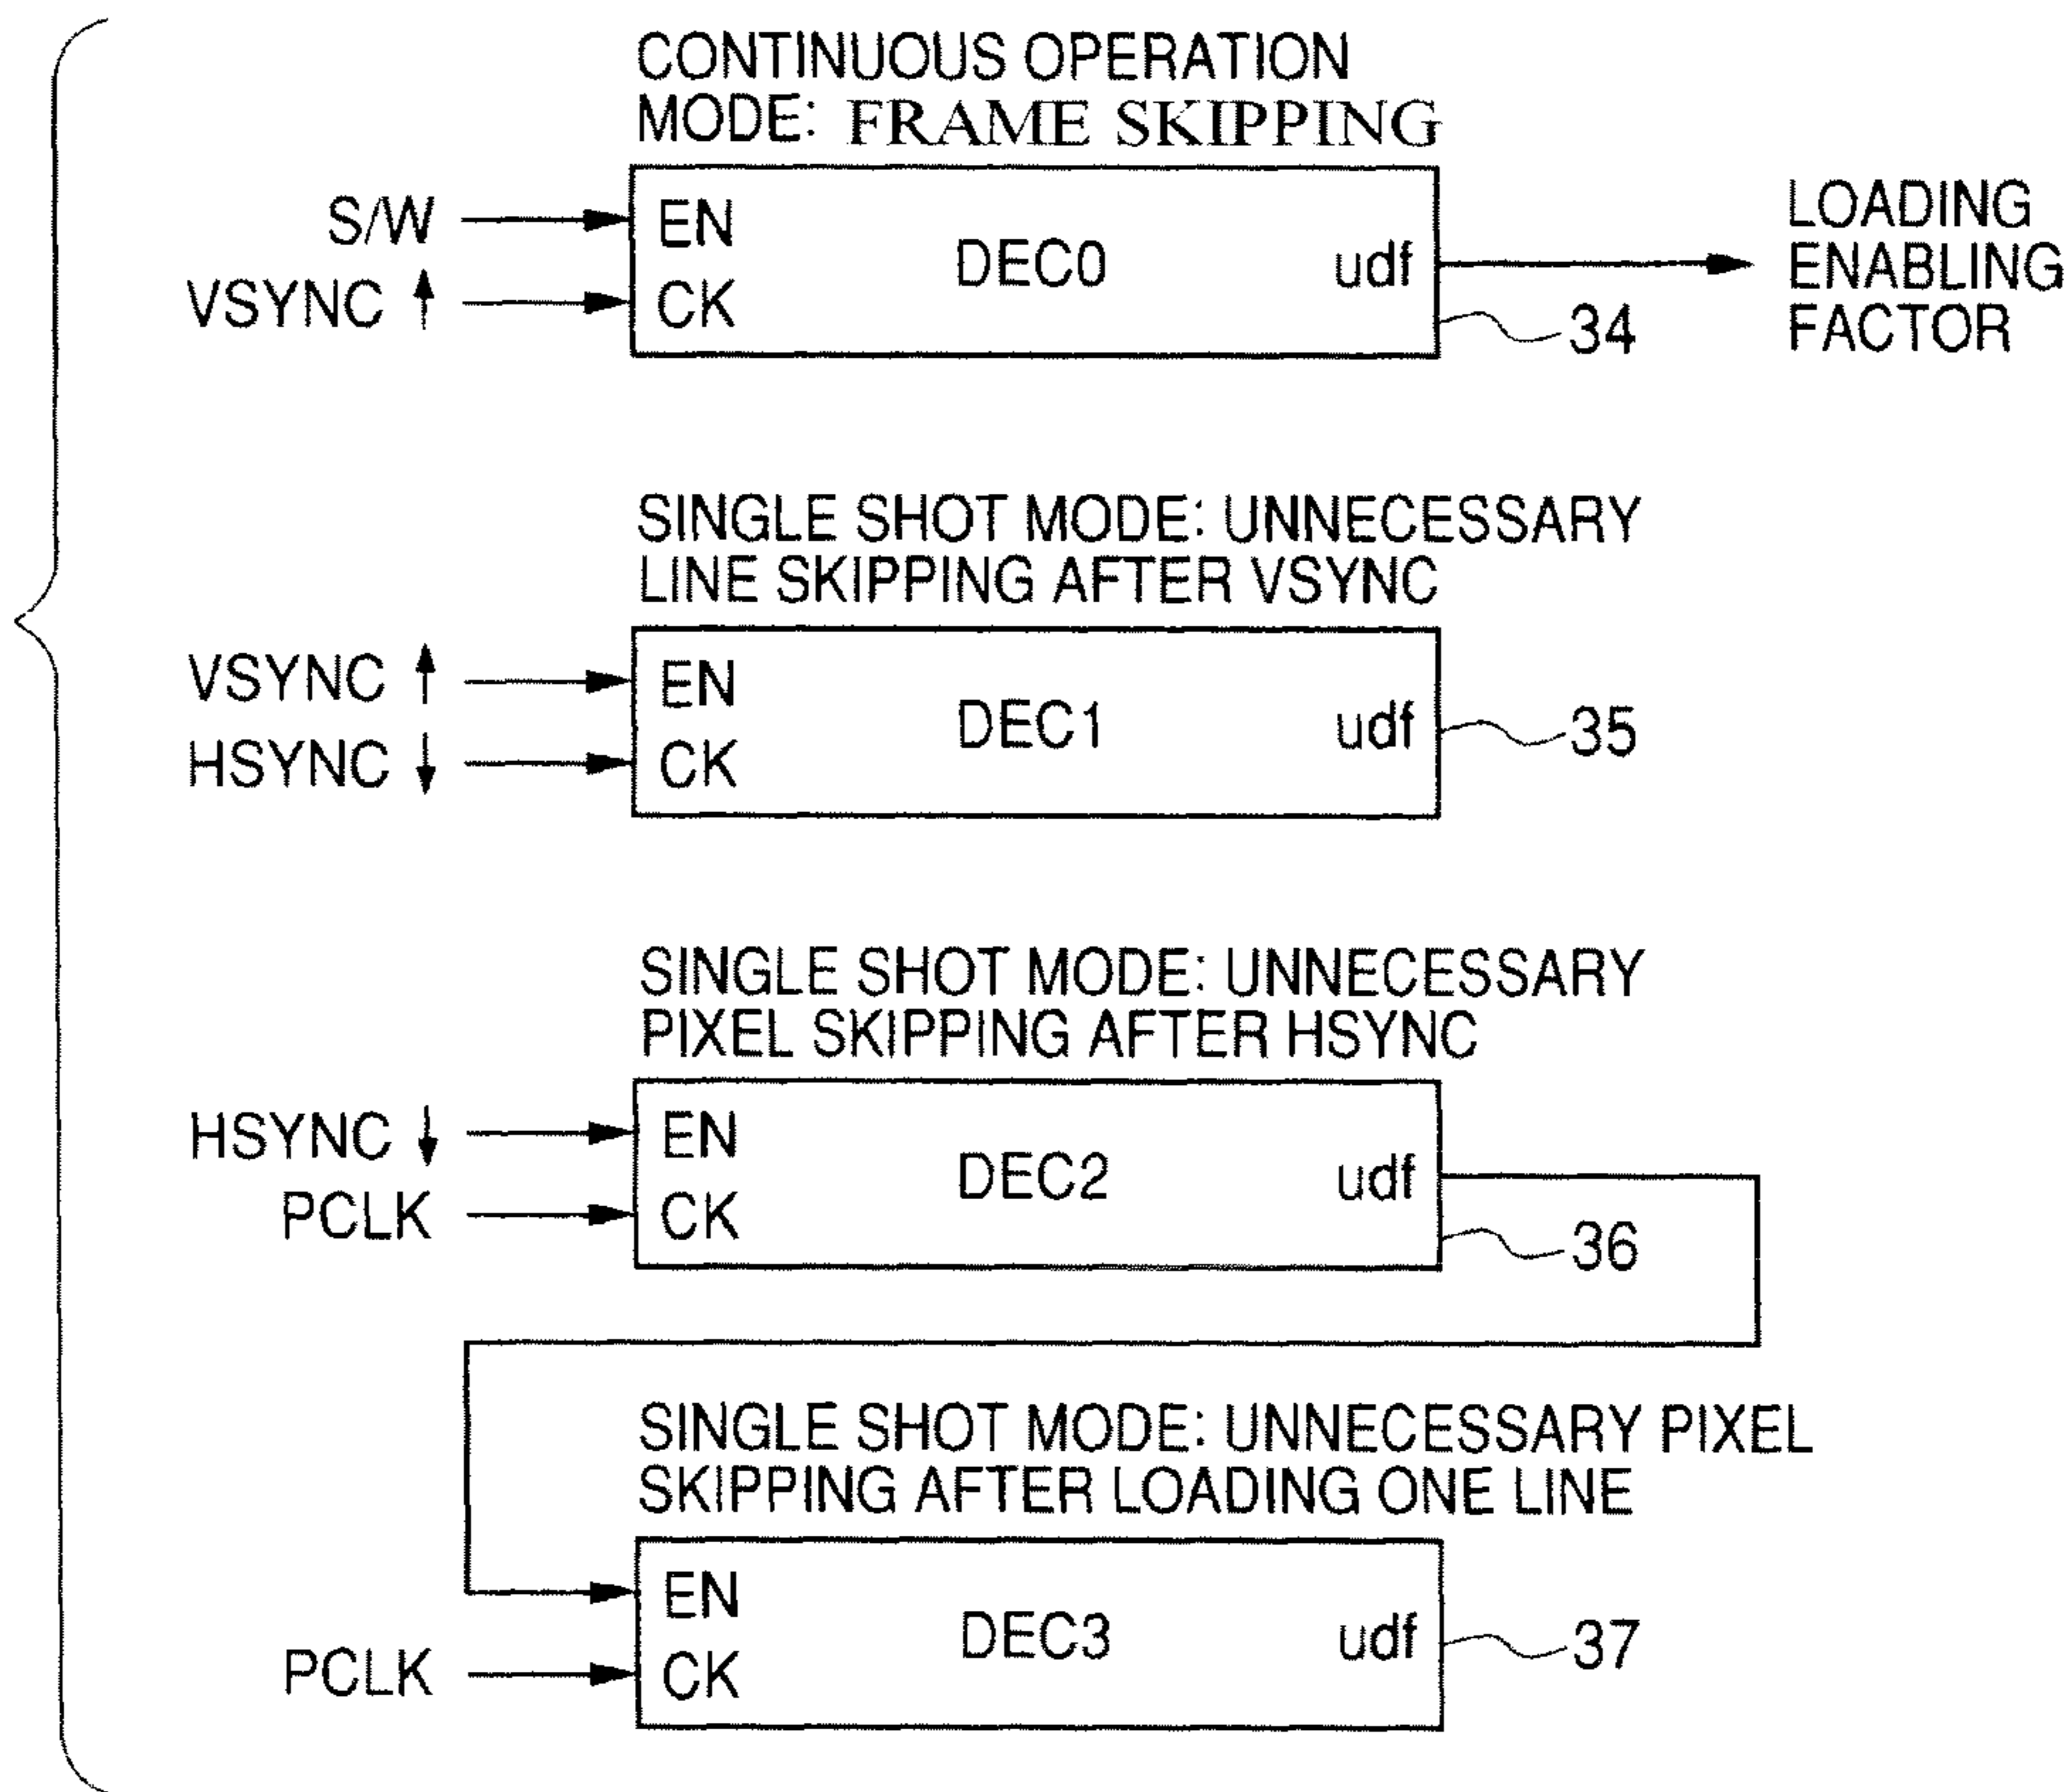 CONTINUOUS OPERATION
MODE: FRAME SKIPPING
S/W
VSYNC ↑
EN
CK
DEC0
udf
34
LOADING
ENABLING
FACTOR
SINGLE SHOT MODE: UNNECESSARY
LINE SKIPPING AFTER VSYNC
VSYNC ↑
HSYNC ↓
EN
CK
DEC1
udf
35
SINGLE SHOT MODE: UNNECESSARY
PIXEL SKIPPING AFTER HSYNC
HSYNC ↓
PCLK
EN
CK
DEC2
udf
36
SINGLE SHOT MODE: UNNECESSARY PIXEL
SKIPPING AFTER LOADING ONE LINE
PCLK
EN
CK
DEC3
udf
37